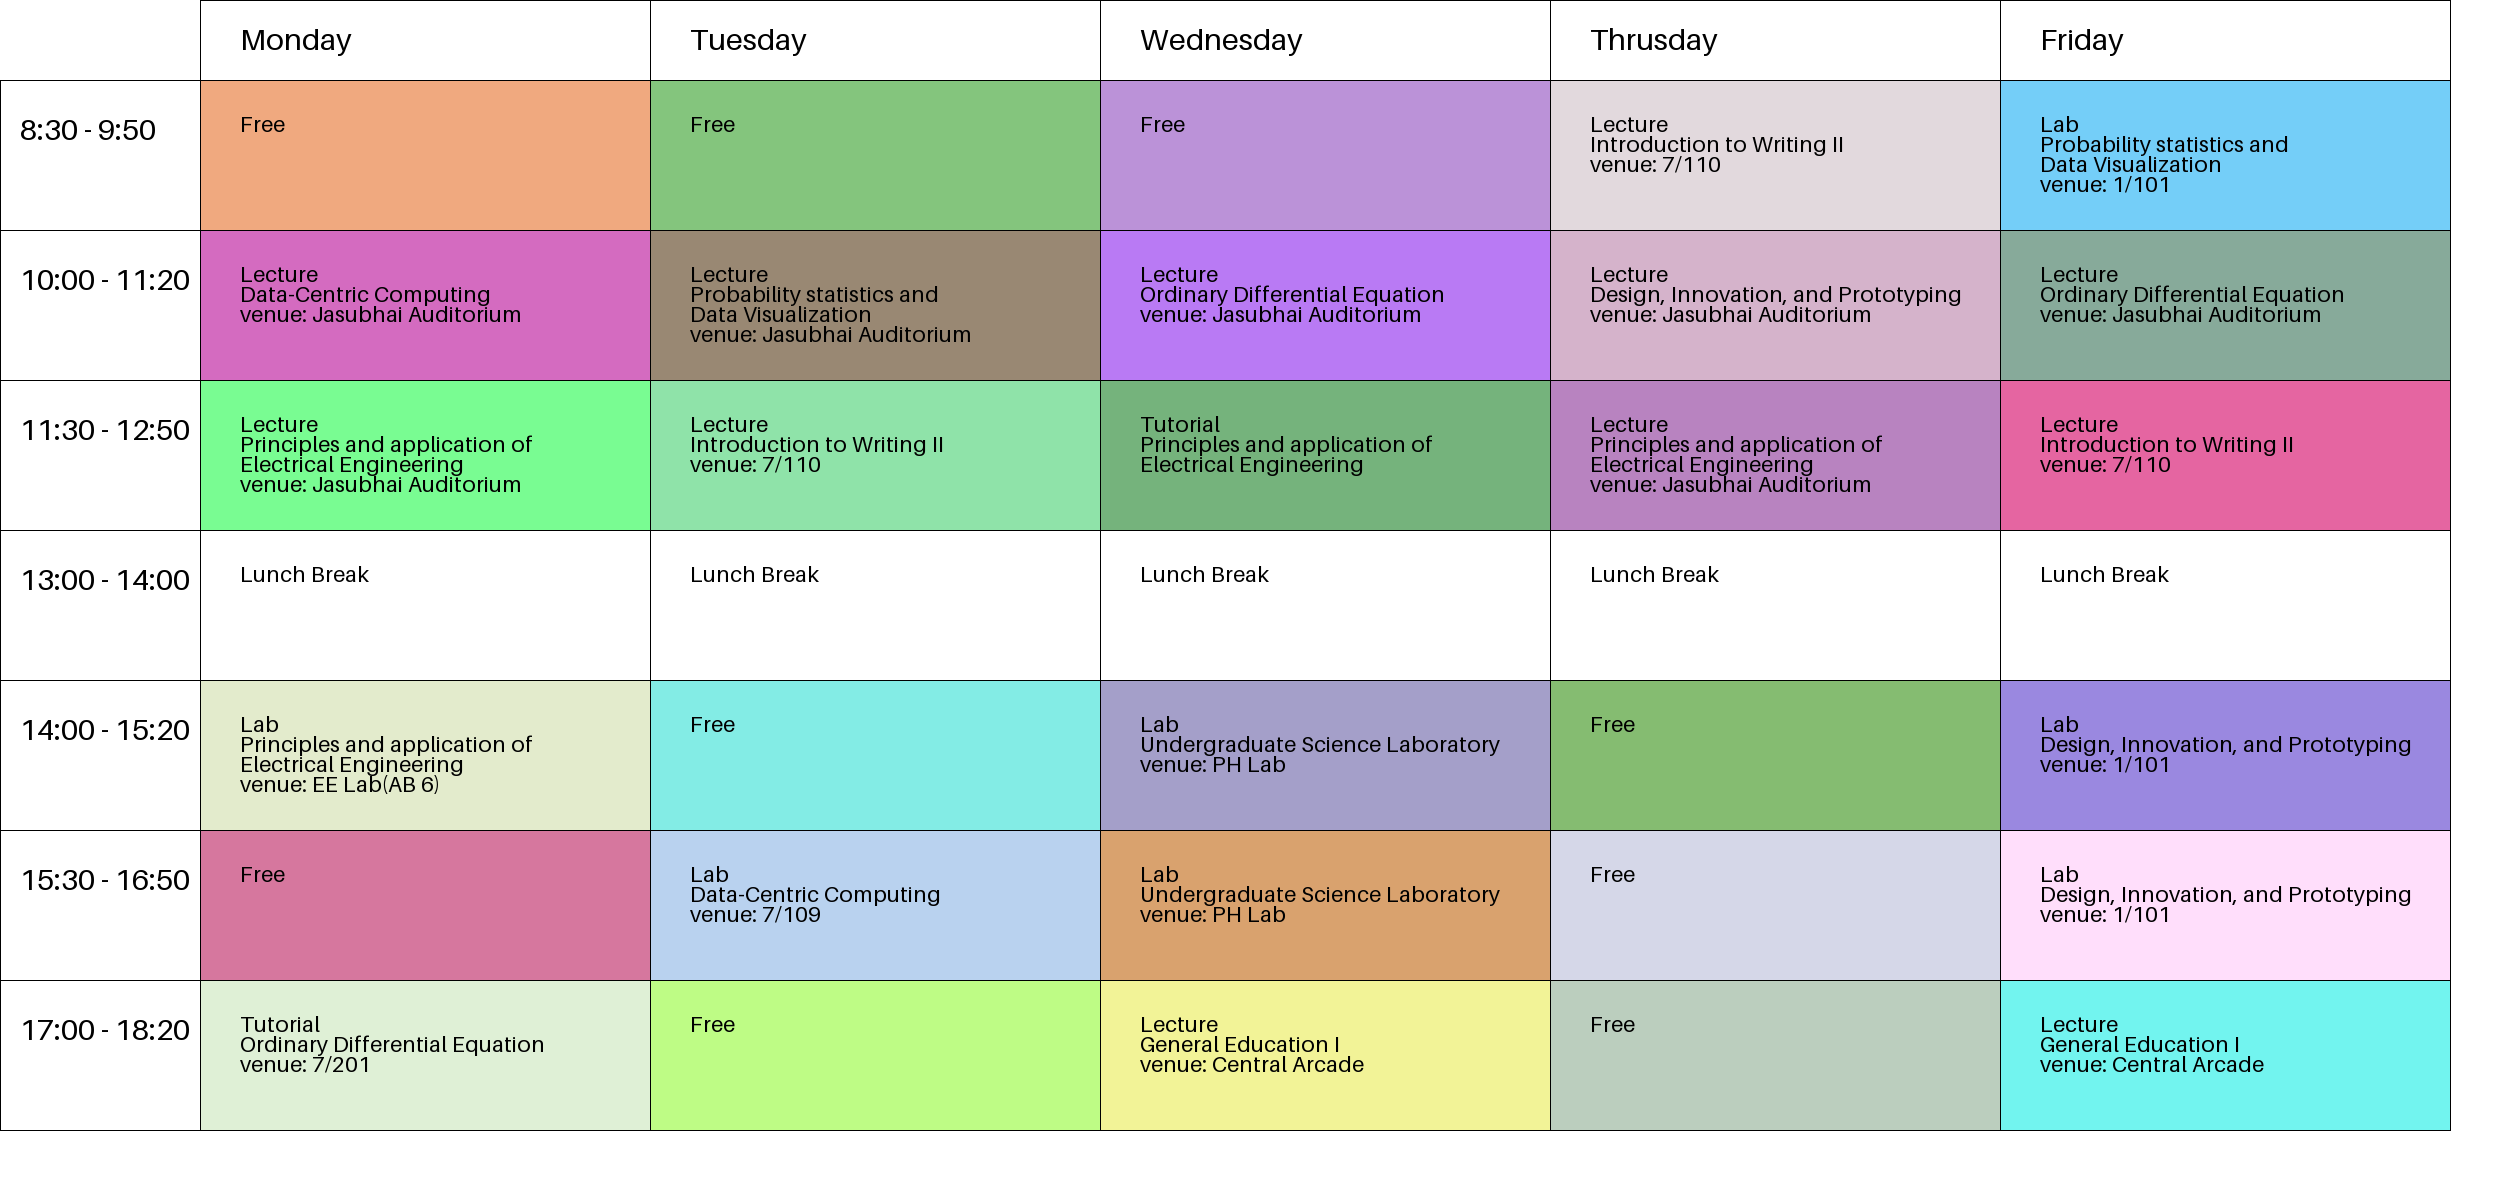 Monday
Tuesday
Wednesday
Thrusday
Friday
8:30 - 9:50
Free
Free
Free
Lecture
Introduction to Writing II
venue: 7/110
Lab
Probability statistics and
Data Visualization
venue: 1/101
10:00 - 11:20
Lecture
Data-Centric Computing
venue: Jasubhai Auditorium
Lecture
Probability statistics and
Data Visualization
venue: Jasubhai Auditorium
Lecture
Ordinary Differential Equation
venue: Jasubhai Auditorium
Lecture
Design, Innovation, and Prototyping
venue: Jasubhai Auditorium
Lecture
Ordinary Differential Equation
venue: Jasubhai Auditorium
11:30 - 12:50
Lecture
Principles and application of
Electrical Engineering
venue: Jasubhai Auditorium
Lecture
Introduction to Writing II
venue: 7/110
Tutorial
Principles and application of
Electrical Engineering
Lecture
Principles and application of
Electrical Engineering
venue: Jasubhai Auditorium
Lecture
Introduction to Writing II
venue: 7/110
13:00 - 14:00
Lunch Break
Lunch Break
Lunch Break
Lunch Break
Lunch Break
14:00 - 15:20
Lab
Principles and application of
Electrical Engineering
venue: EE Lab(AB 6)
Free
Lab
Undergraduate Science Laboratory
venue: PH Lab
Free
Lab
Design, Innovation, and Prototyping
venue: 1/101
15:30 - 16:50
Free
Lab
Data-Centric Computing
venue: 7/109
Lab
Undergraduate Science Laboratory
venue: PH Lab
Free
Lab
Design, Innovation, and Prototyping
venue: 1/101
17:00 - 18:20
Tutorial
Ordinary Differential Equation
venue: 7/201
Free
Lecture
General Education I
venue: Central Arcade
Free
Lecture
General Education I
venue: Central Arcade